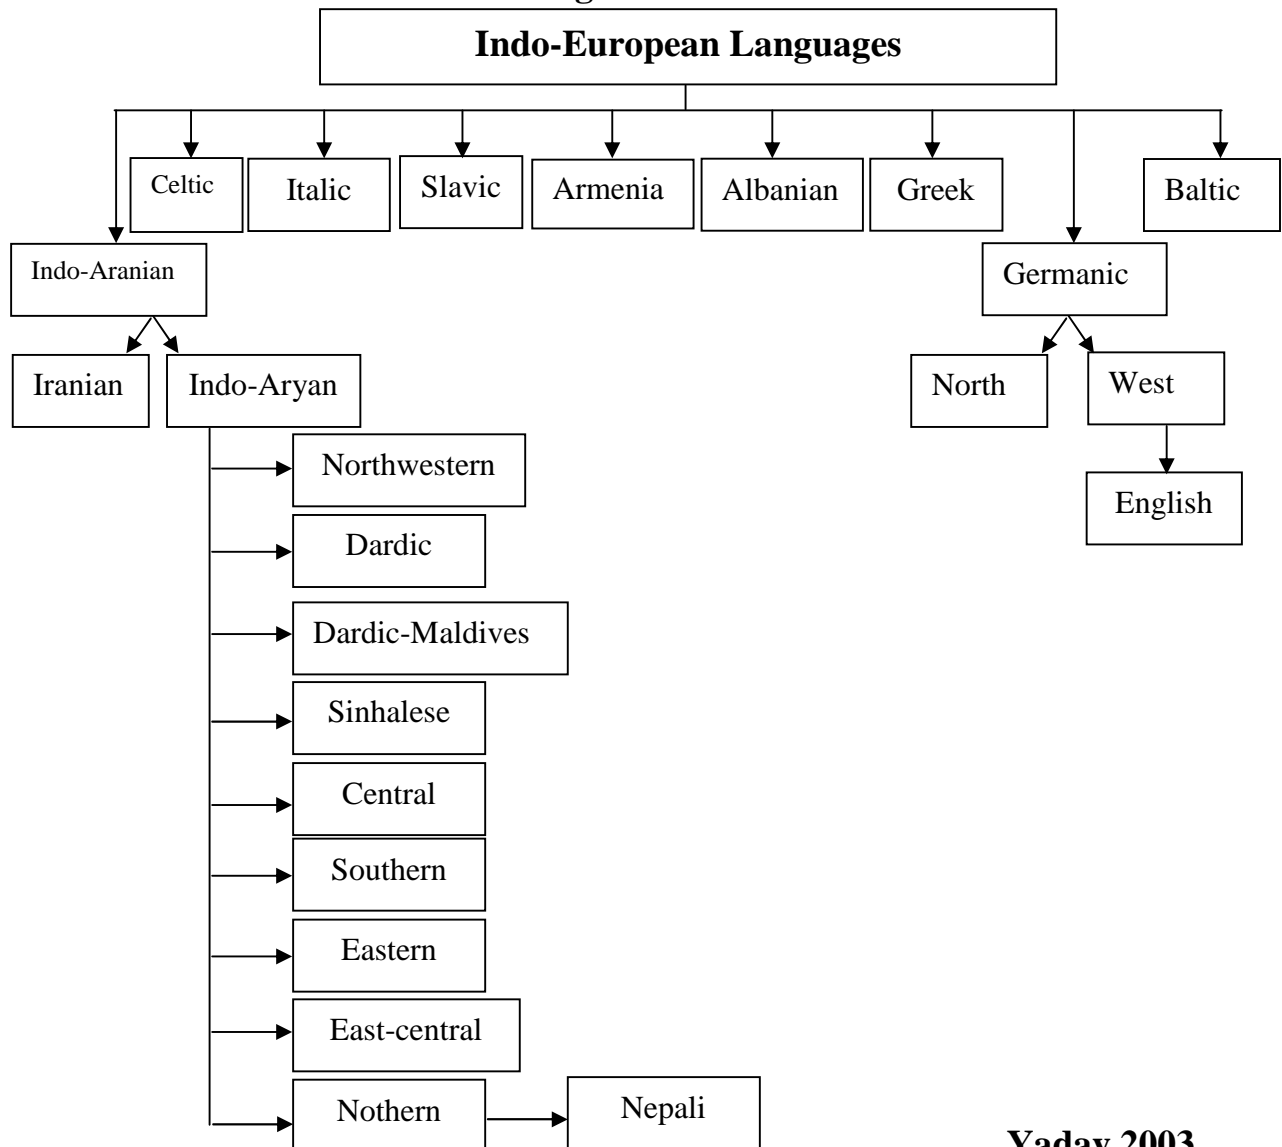 Indo-European Languages
Celtic
Italic
Slavic
Armenia
Albanian
Greek
Baltic
Indo-Aranian
Germanic
Iranian
Indo-Aryan
North
West
English
Northwestern
Dardic
Dardic-Maldives
Sinhalese
Central
Southern
Eastern
East-central
Nothern
Nepali
Yadav 2003